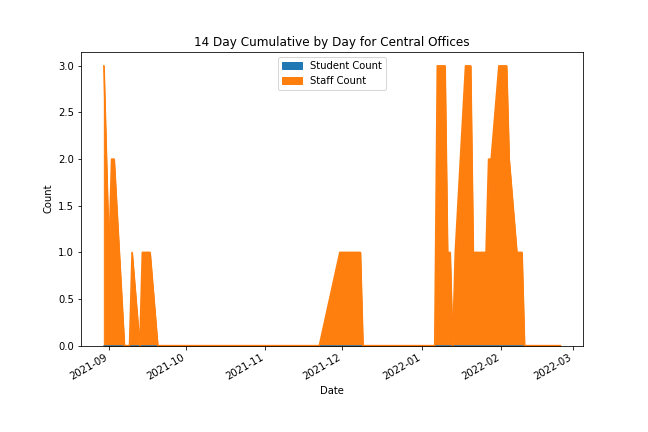 14 Day Cumulative by Day for Central Offices
Student Count
Staff Count
3.0
2.5
2.0
1.5
1.0
0.5
0.0
Count
2021-09
2021-10
2021-11
2021-12
2022-01
2022-02
2022-03
Date